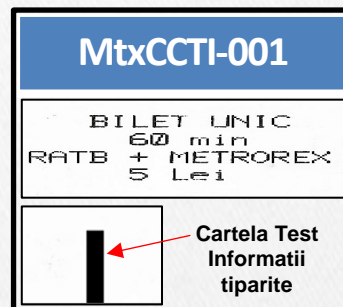 MtxCCTI-001
BILET UNIC
60 min
RATB + METROREX
5 Lei
Cartela Test
Informatii
tiparite